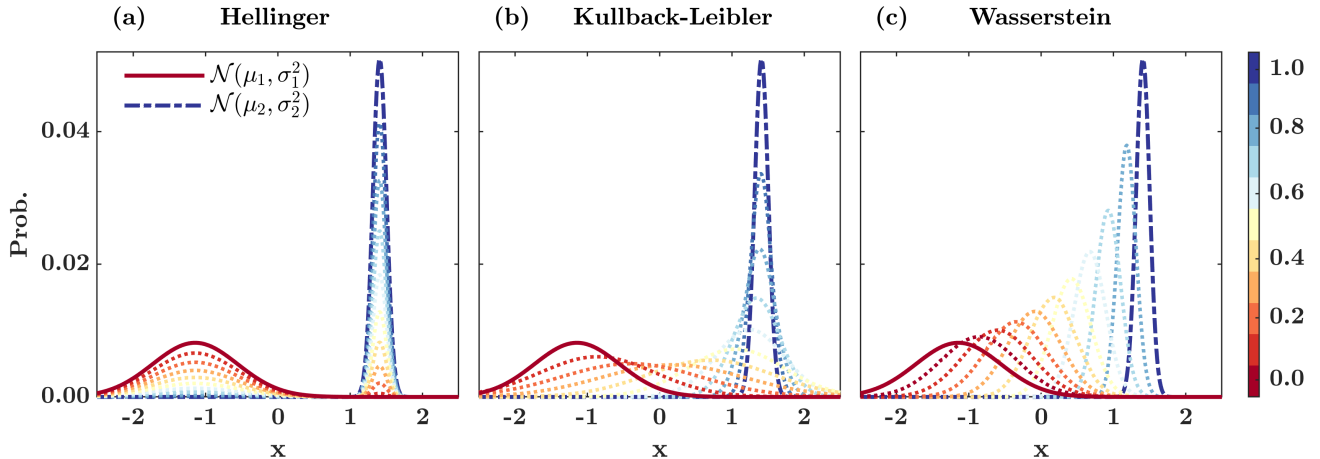 (a) Hellinger
(b) Kullback-Leibler
(c) Wasserstein
𝒩(μ₁, σ₁²)
𝒩(μ₂, σ₂²)
Prob.
0.04
0.02
0.00
-2 -1 0 1 2
-2 -1 0 1 2
-2 -1 0 1 2
x
x
x
1.0
0.8
0.6
0.4
0.2
0.0